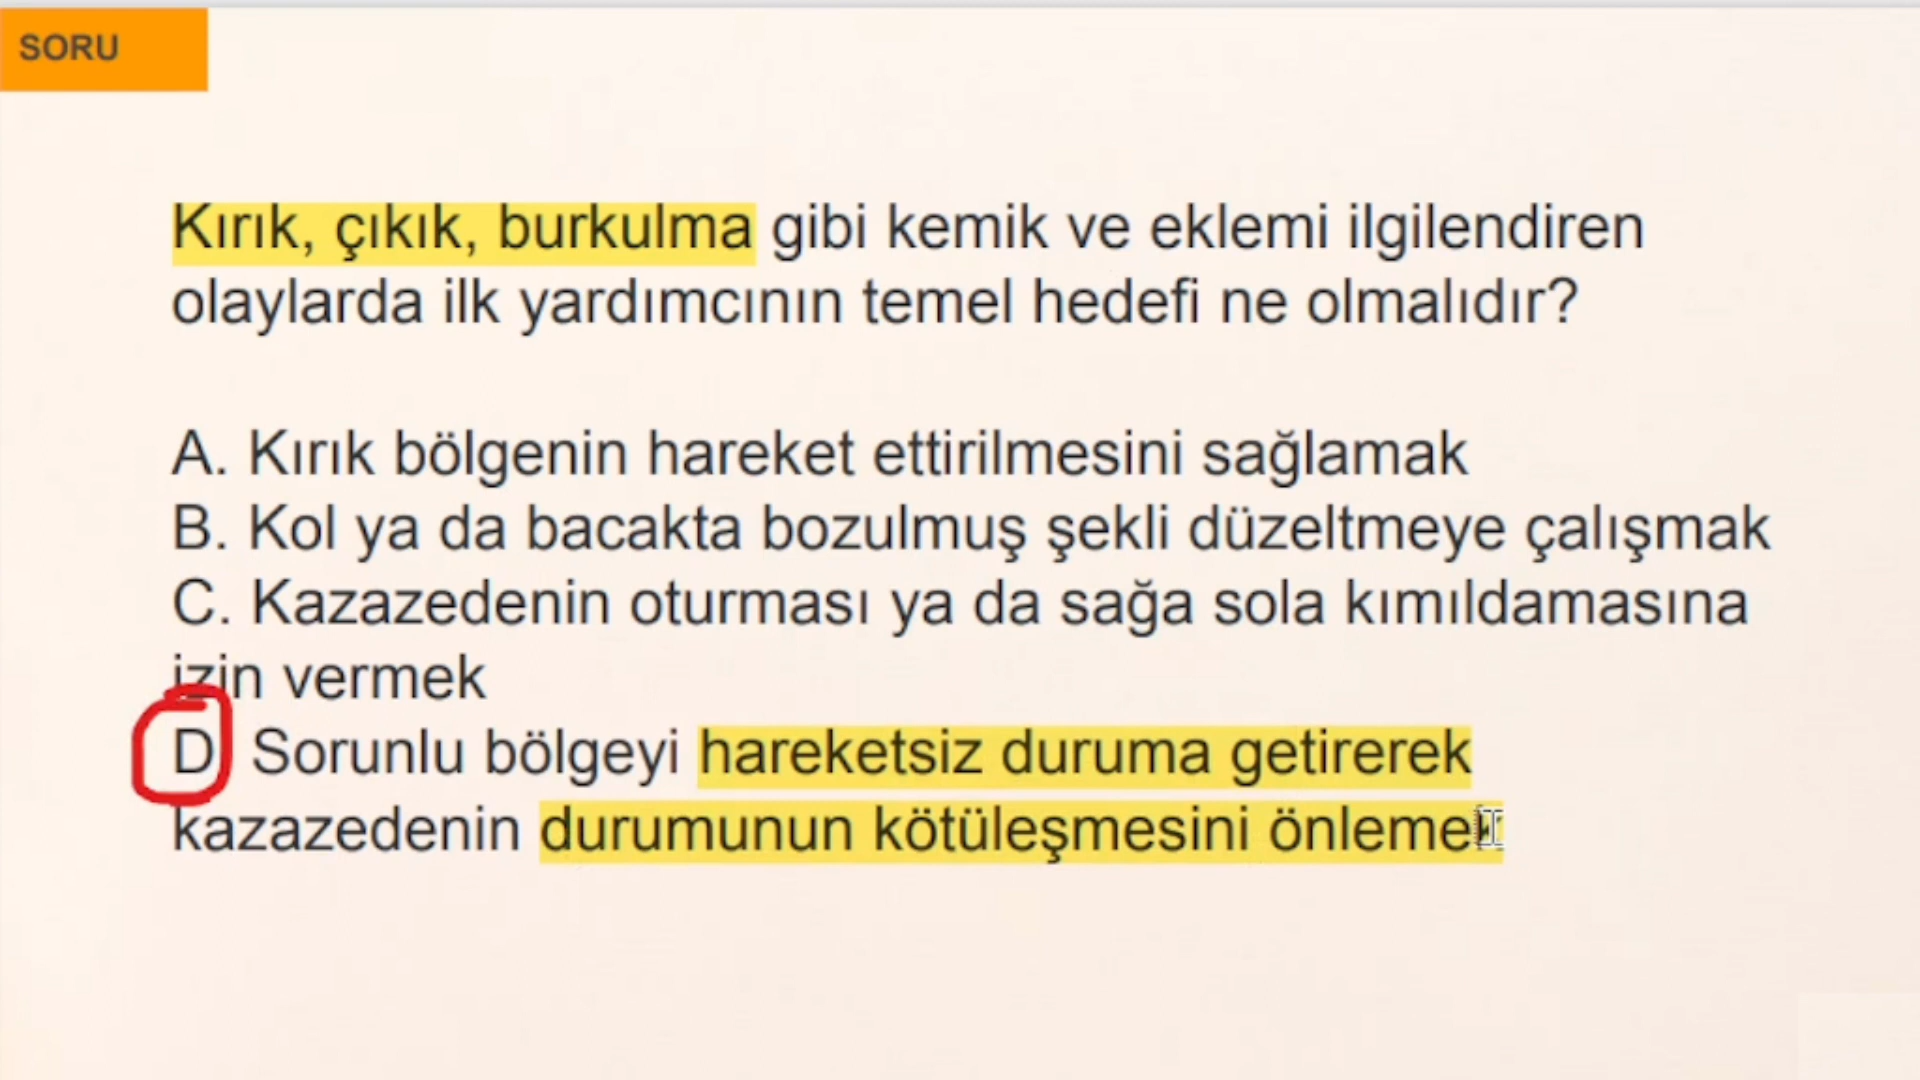 SORU
Kırık, çıkık, burkulma gibi kemik ve eklemi ilgilendiren
olaylarda ilk yardımcının temel hedefi ne olmalıdır?
A. Kırık bölgenin hareket ettirilmesini sağlamak
B. Kol ya da bacakta bozulmuş şekli düzeltmeye çalışmak
C. Kazazedenin oturması ya da sağa sola kımıldamasına
izin vermek
D. Sorunlu bölgeyi hareketsiz duruma getirerek
kazazedenin durumunun kötüleşmesini önlemek